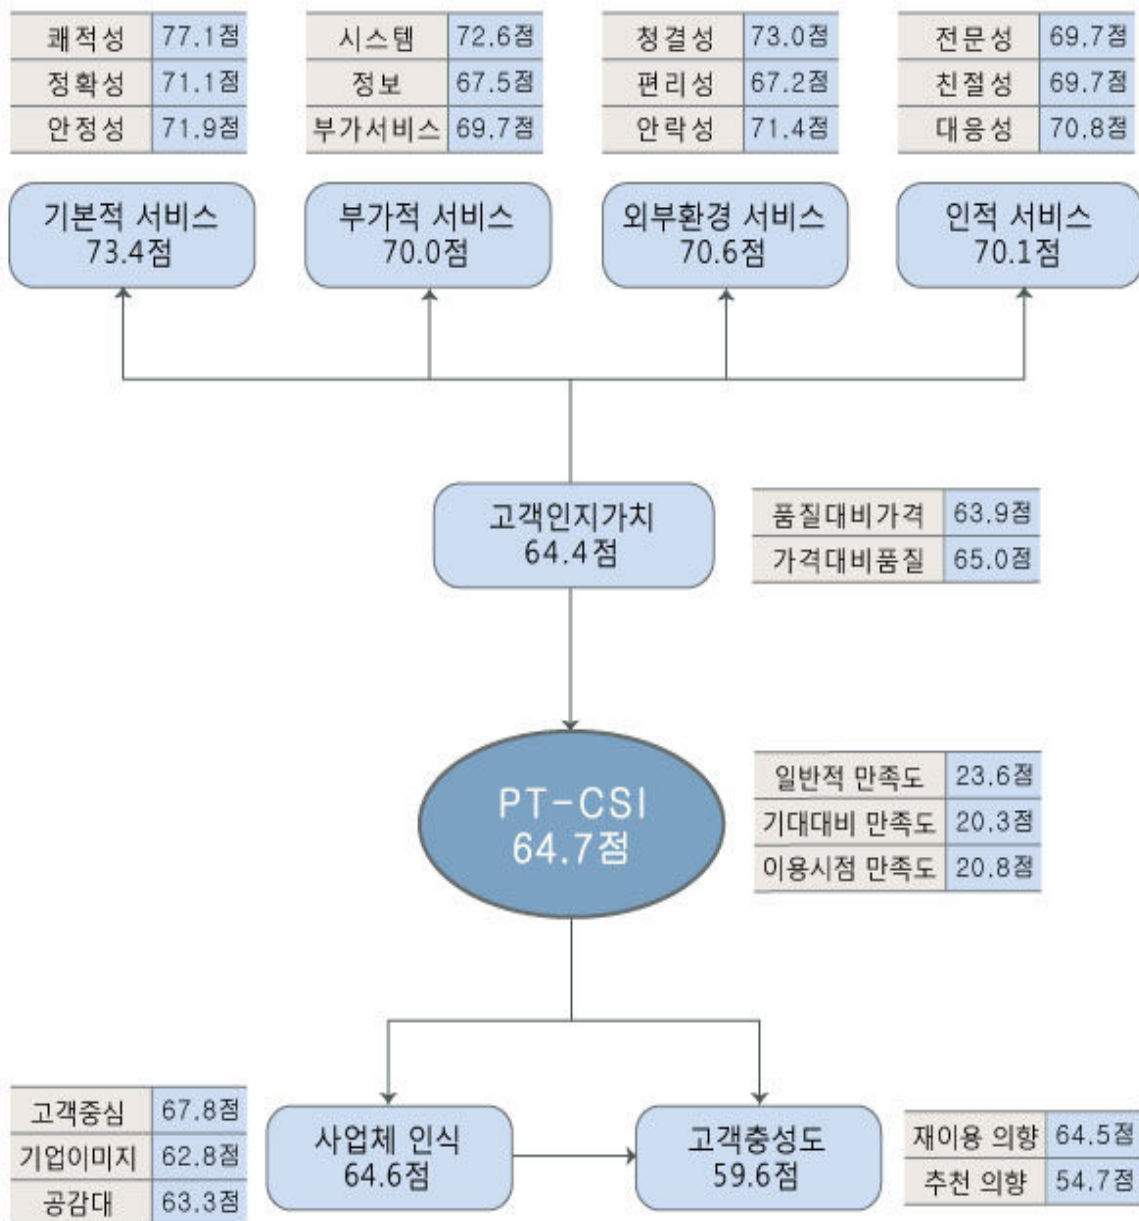 쾌적성 77.1점
정확성 71.1점
안정성 71.9점
시스템 72.6점
정보 67.5점
부가서비스 69.7점
청결성 73.0점
편리성 67.2점
안락성 71.4점
전문성 69.7점
친절성 69.7점
대응성 70.8점
기본적 서비스
73.4점
부가적 서비스
70.0점
외부환경 서비스
70.6점
인적 서비스
70.1점
고객인지가치
64.4점
품질대비가격 63.9점
가격대비품질 65.0점
PT-CSI
64.7점
일반적 만족도 23.6점
기대대비 만족도 20.3점
이용시점 만족도 20.8점
고객중심 67.8점
기업이미지 62.8점
공감대 63.3점
사업체 인식
64.6점
고객충성도
59.6점
재이용 의향 64.5점
추천 의향 54.7점